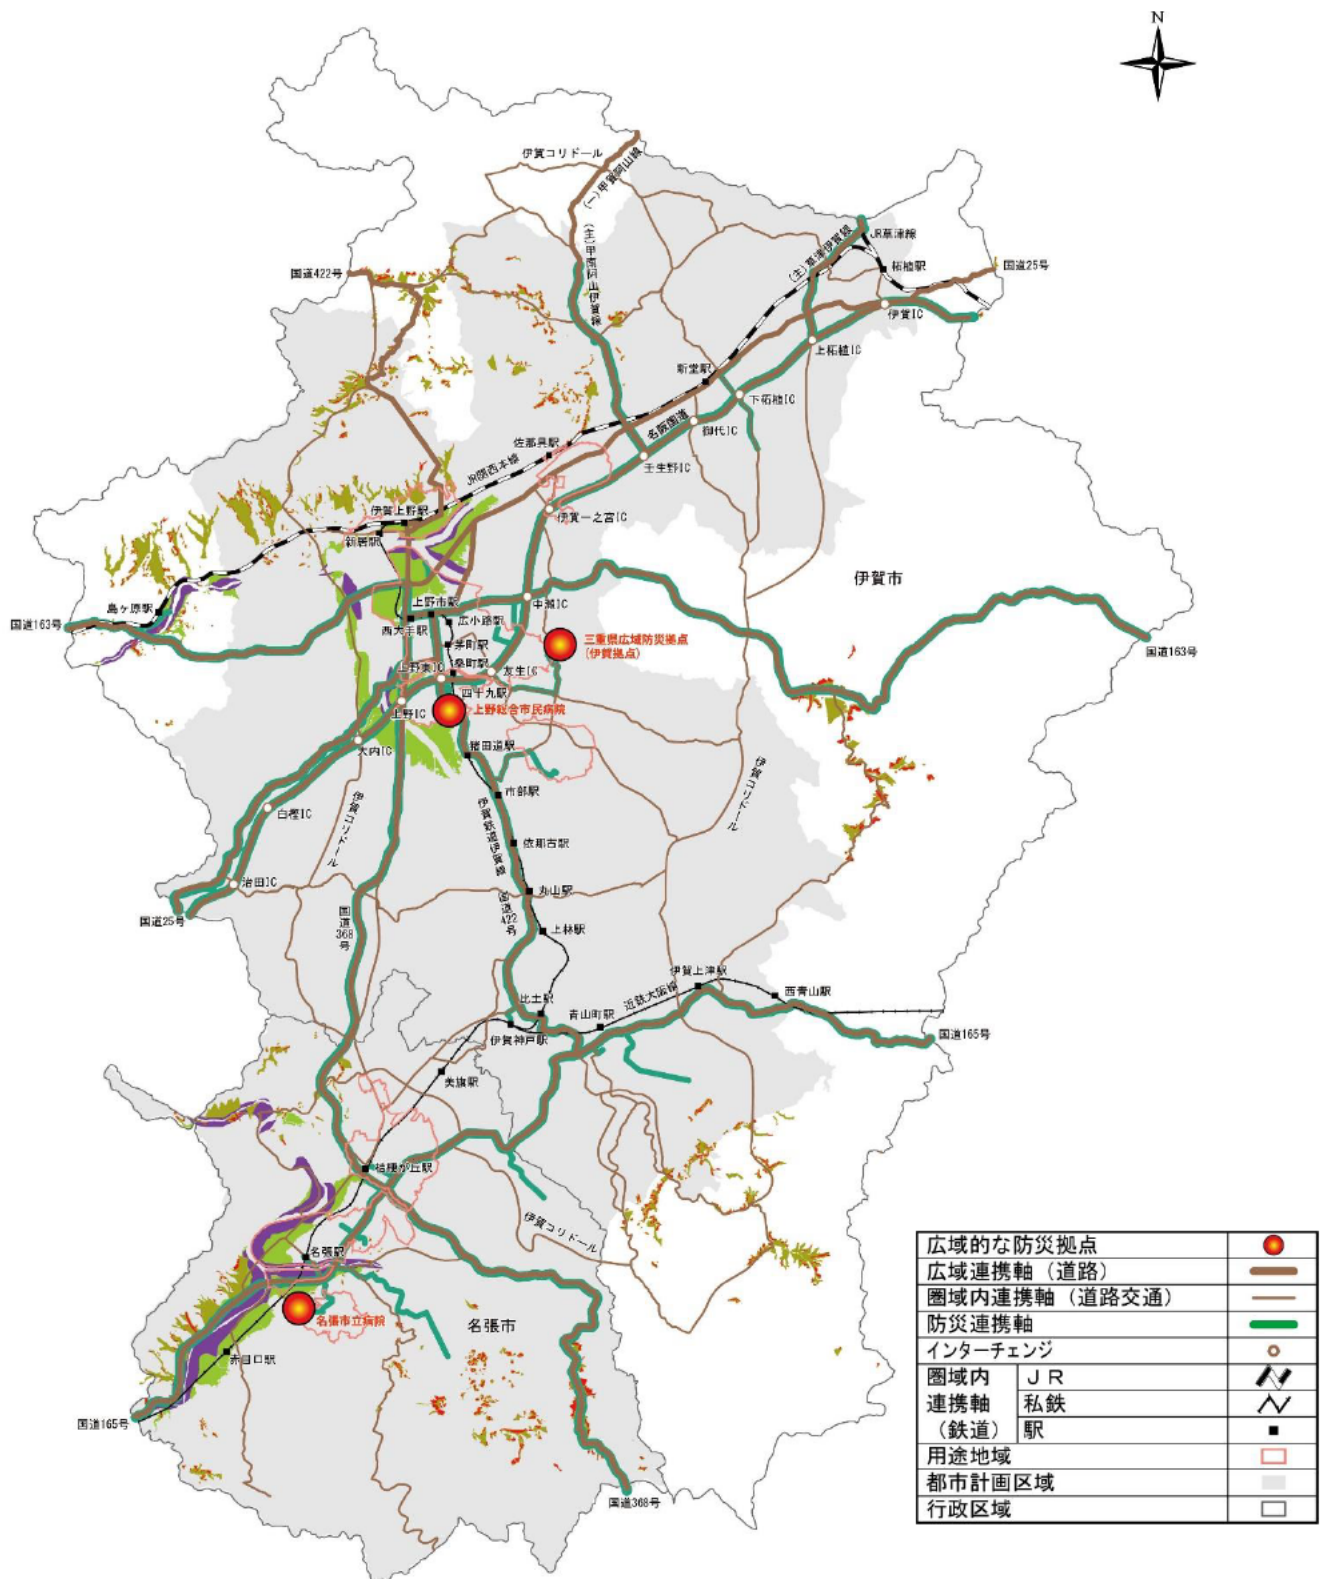 N
伊賀コリドール
(一)甲賀阿山線
(主)甲南阿山伊賀線
(主)草津伊賀線
JR草津線
柘植駅
国道25号
国道422号
伊賀IC
上柘植IC
新堂駅
下柘植IC
名阪国道
御代IC
佐那具駅
壬生野IC
JR関西本線
伊賀一之宮IC
伊賀上野駅
新居駅
伊賀市
島ヶ原駅
国道163号
中瀬IC
上野市駅
広小路駅
西大手駅
茅町駅
三重県広域防災拠点
(伊賀拠点)
国道163号
桑町駅
上野東IC
友生IC
四十九駅
上野総合市民病院
上野IC
大内IC
猪田道駅
市部駅
伊賀コリドール
白樫IC
伊賀コリドール
伊賀鉄道伊賀線
依那古駅
治田IC
丸山駅
国道25号
国道368号
国道422号
上林駅
伊賀上津駅
西青山駅
近鉄大阪線
比土駅
青山町駅
伊賀神戸駅
国道165号
美旗駅
桔梗が丘駅
伊賀コリドール
名張駅
名張市立病院
名張市
赤目口駅
国道165号
国道368号
広域的な防災拠点
広域連携軸（道路）
圏域内連携軸（道路交通）
防災連携軸
インターチェンジ
圏域内
連携軸
（鉄道）
ＪＲ
私鉄
駅
用途地域
都市計画区域
行政区域